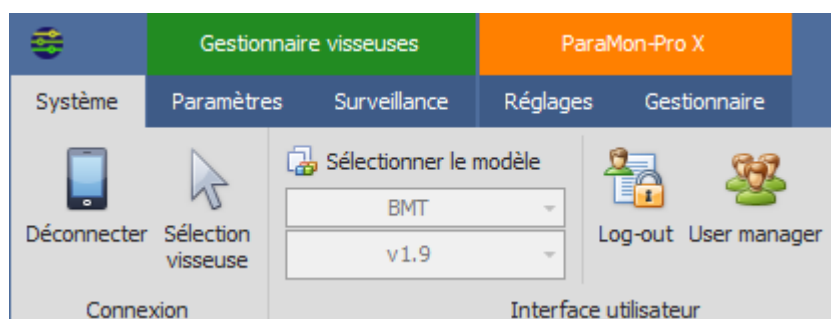 Gestionnaire visseuses
ParaMon-Pro X
Système
Paramètres
Surveillance
Réglages
Gestionnaire
Déconnecter
Sélection
visseuse
Sélectionner le modèle
BMT
v1.9
Log-out
User manager
Connexion
Interface utilisateur